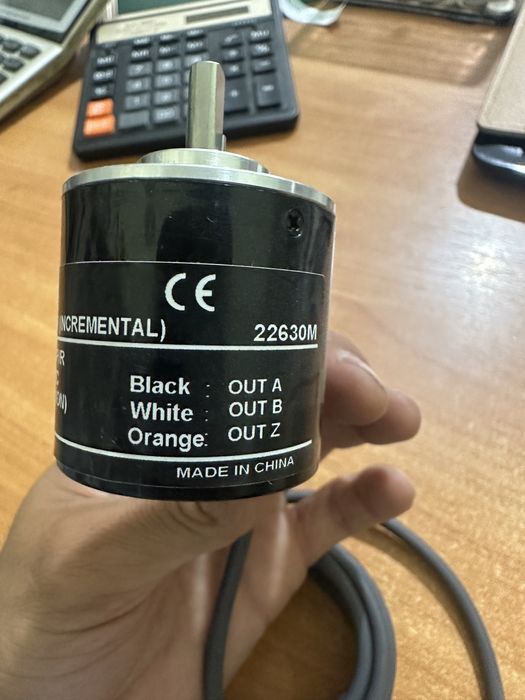 CE
(INCREMENTAL) 22630M
Black : OUT A
White : OUT B
Orange: OUT Z
MADE IN CHINA